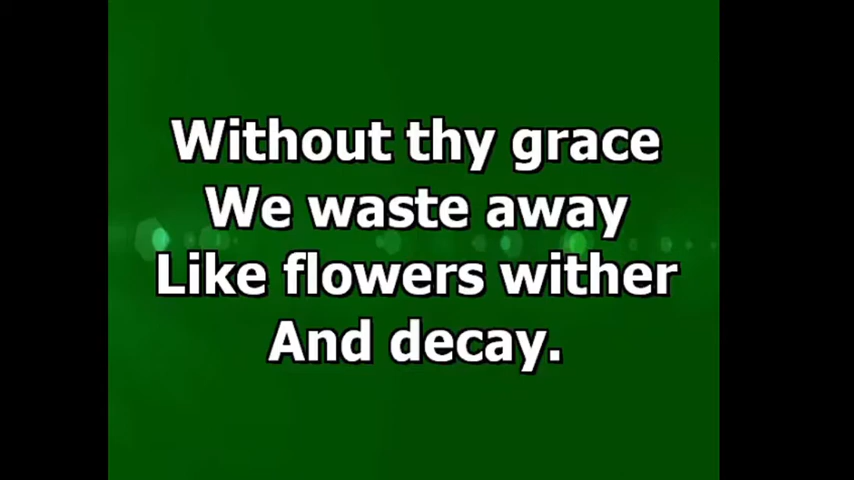 Without thy grace
We waste away
Like flowers wither
And decay.